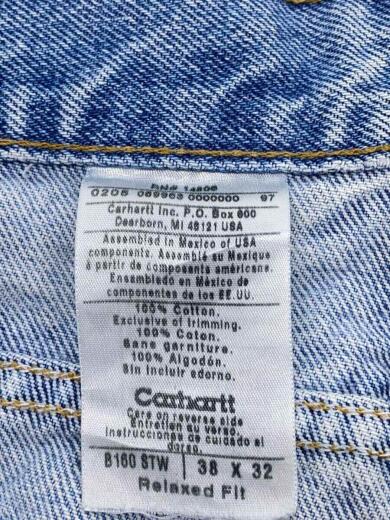 RN# 14806
0206 069963 0000000 97
Carhartt Inc. P.O. Box 600
Dearborn, MI 48121 USA
Assembled in Mexico of USA
components. Assemblé au Mexique
à partir de composants américains.
Ensamblado en México de
componentes de los EE.UU.
100% Cotton.
Exclusive of trimming.
100% Coton.
Sans garniture.
100% Algodón.
Sin incluir adorno.
Carhartt
Care on reverse side
Entretien au verso.
Instrucciones de cuidado al
dorso.
B160 STW 38 X 32
Relaxed Fit